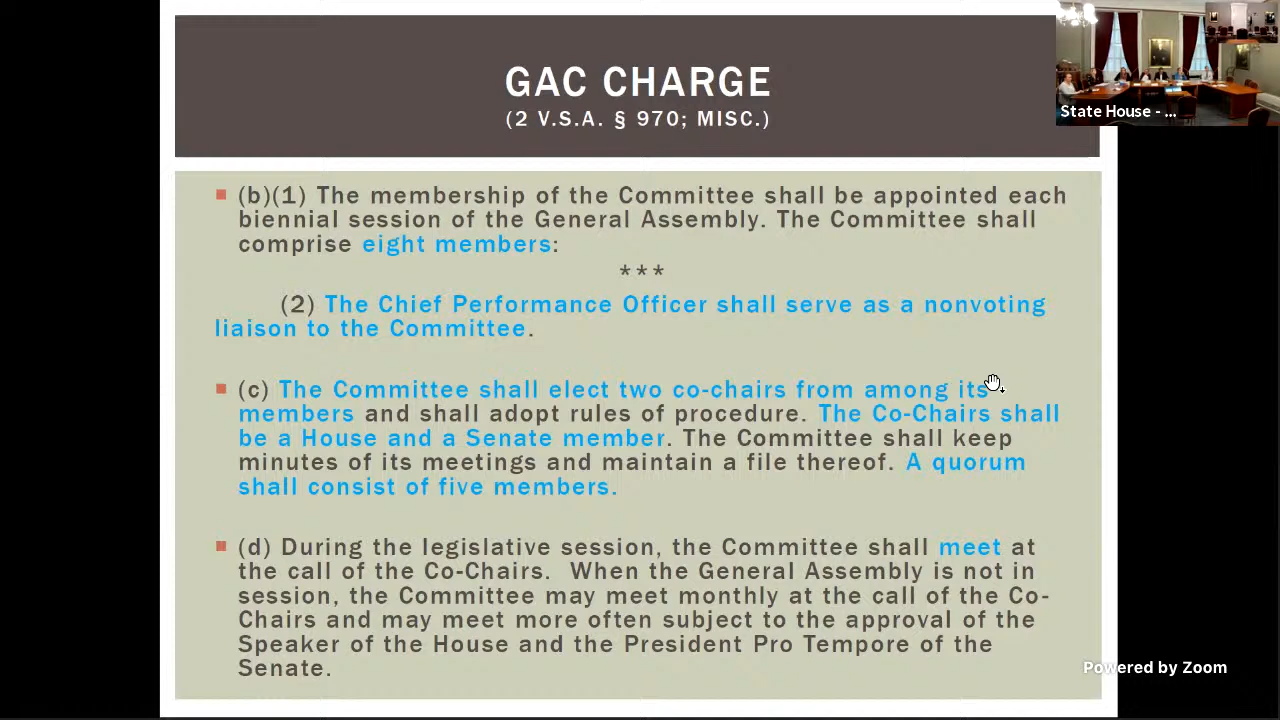 GAC CHARGE
(2 V.S.A. § 970; MISC.)
State House - ...
(b)(1) The membership of the Committee shall be appointed each
biennial session of the General Assembly. The Committee shall
comprise eight members:
***
(2) The Chief Performance Officer shall serve as a nonvoting
liaison to the Committee.
(c) The Committee shall elect two co-chairs from among its
members and shall adopt rules of procedure. The Co-Chairs shall
be a House and a Senate member. The Committee shall keep
minutes of its meetings and maintain a file thereof. A quorum
shall consist of five members.
(d) During the legislative session, the Committee shall meet at
the call of the Co-Chairs.  When the General Assembly is not in
session, the Committee may meet monthly at the call of the Co-
Chairs and may meet more often subject to the approval of the
Speaker of the House and the President Pro Tempore of the
Senate.
Powered by Zoom